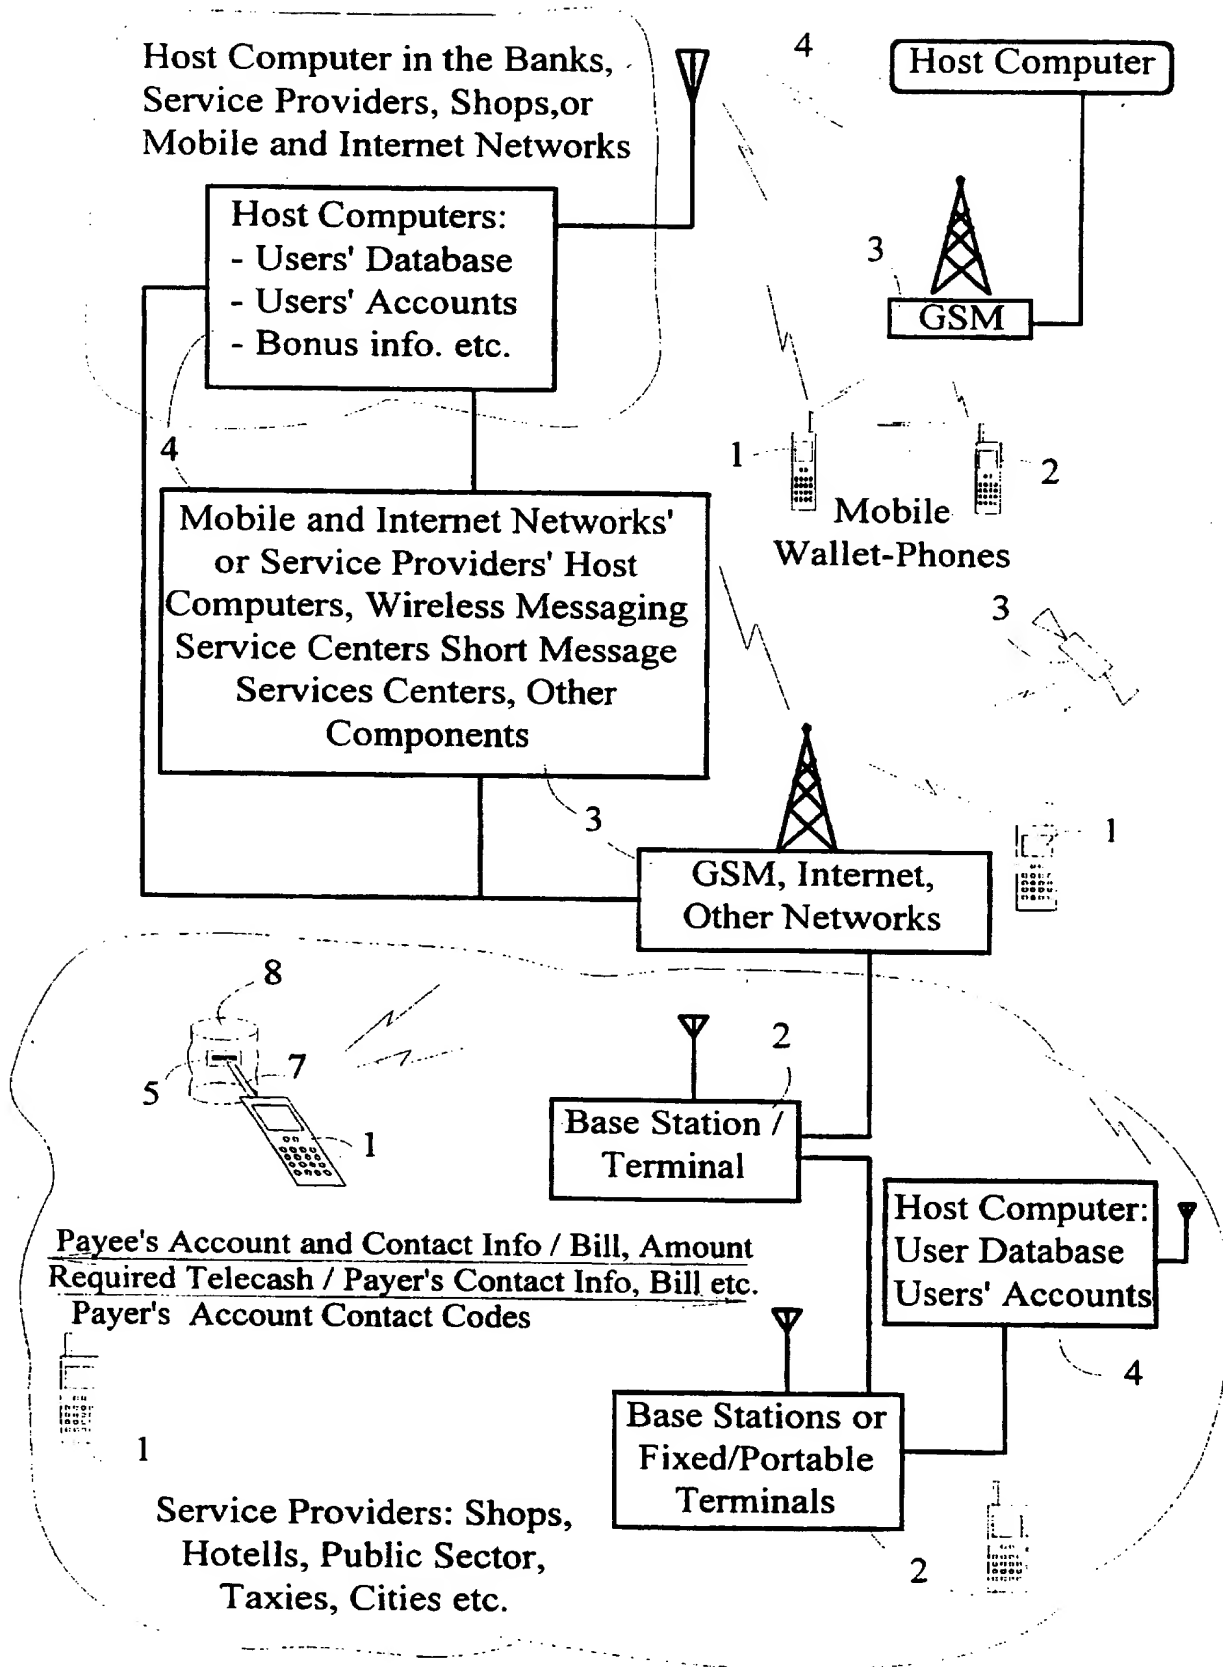 Host Computer in the Banks,
Service Providers, Shops,or
Mobile and Internet Networks
4
Host Computer
Host Computers:
- Users' Database
- Users' Accounts
- Bonus info. etc.
3
GSM
4
1
2
Mobile
Wallet-Phones
Mobile and Internet Networks'
or Service Providers' Host
Computers, Wireless Messaging
Service Centers Short Message
Services Centers, Other
Components
3
3
1
GSM, Internet,
Other Networks
8
5
7
1
2
Base Station /
Terminal
Host Computer:
User Database
Users' Accounts
4
Payee's Account and Contact Info / Bill, Amount
Required Telecash / Payer's Contact Info, Bill etc.
Payer's Account Contact Codes
1
Base Stations or
Fixed/Portable
Terminals
2
Service Providers: Shops,
Hotells, Public Sector,
Taxies, Cities etc.